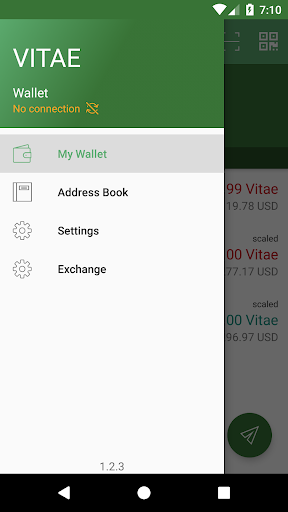 7:10
VITAE
Wallet
No connection
My Wallet
Address Book
99 Vitae
19.78 USD
Settings
scaled
00 Vitae
Exchange
77.17 USD
scaled
00 Vitae
96.97 USD
1.2.3